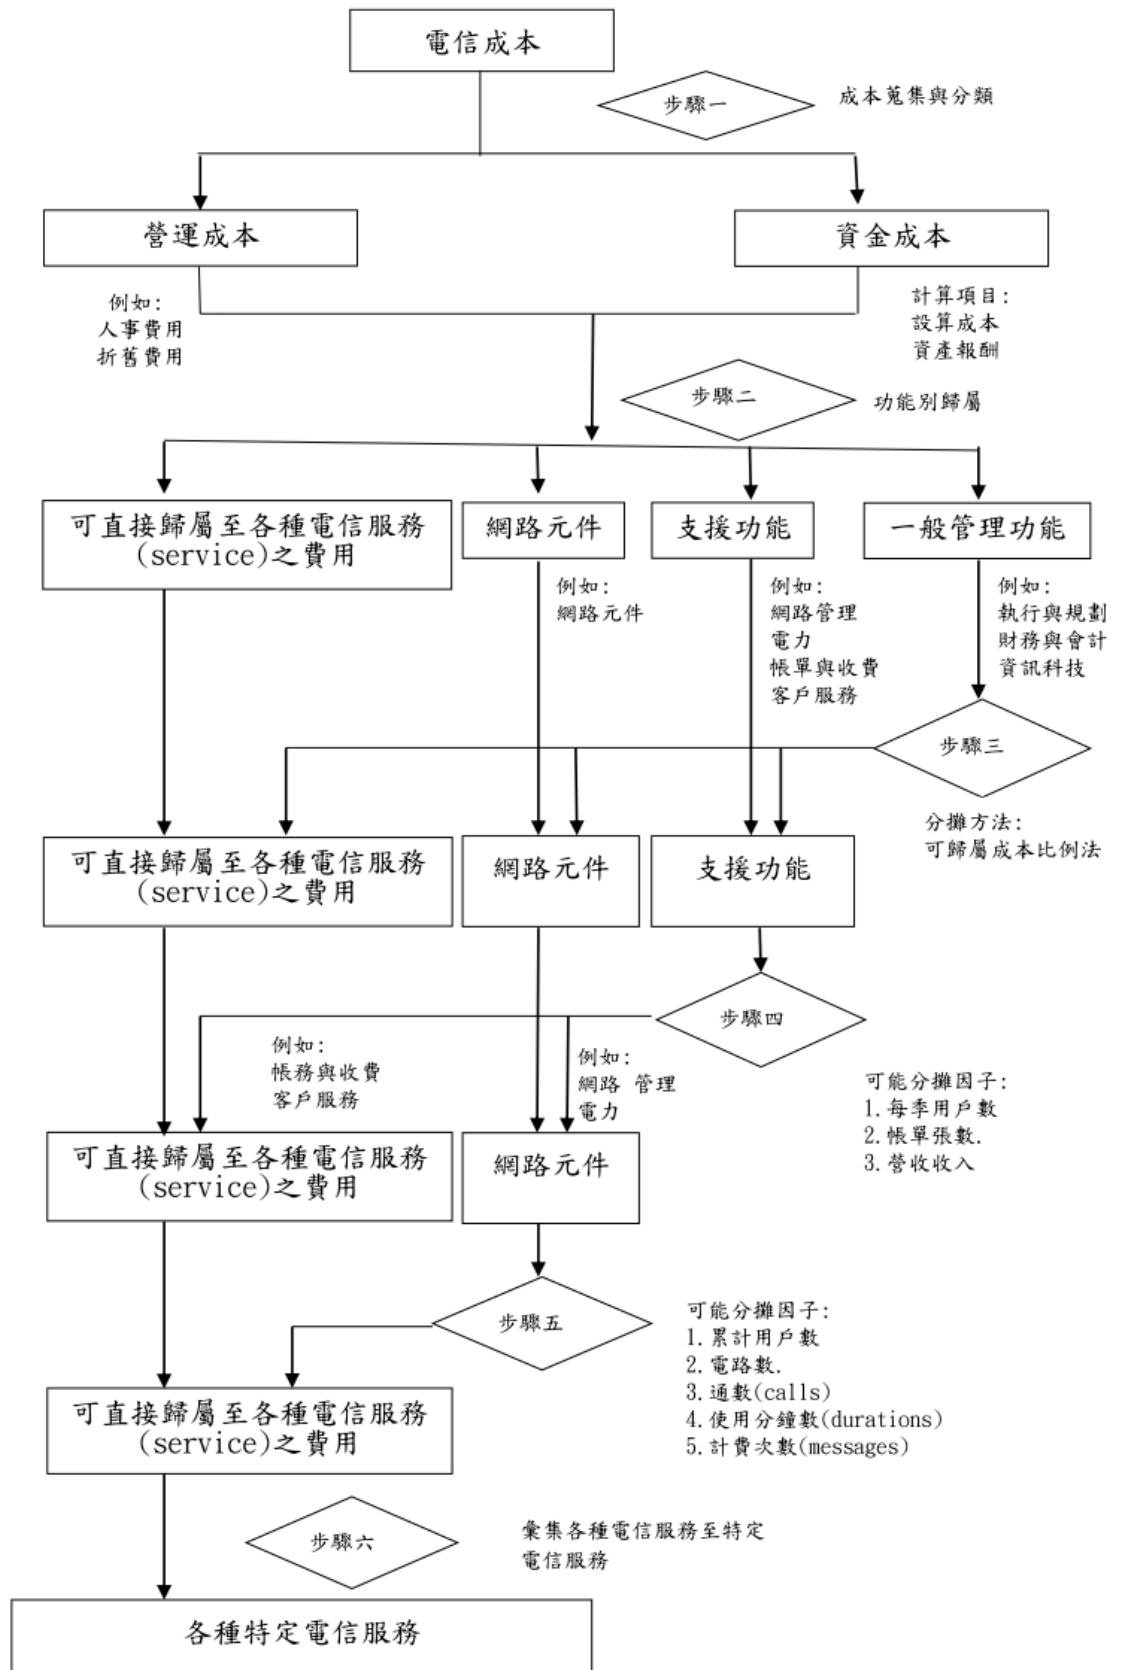 電信成本
步驟一
成本蒐集與分類
營運成本
資金成本
例如:
人事費用
折舊費用
計算項目:
設算成本
資產報酬
步驟二
功能別歸屬
可直接歸屬至各種電信服務
(service)之費用
網路元件
支援功能
一般管理功能
例如:
網路元件
例如:
網路管理
電力
帳單與收費
客戶服務
例如:
執行與規劃
財務與會計
資訊科技
步驟三
分攤方法:
可歸屬成本比例法
可直接歸屬至各種電信服務
(service)之費用
網路元件
支援功能
步驟四
例如:
帳務與收費
客戶服務
例如:
網路 管理
電力
可能分攤因子:
1.每季用戶數
2.帳單張數.
3.營收收入
可直接歸屬至各種電信服務
(service)之費用
網路元件
步驟五
可能分攤因子:
1.累計用戶數
2.電路數.
3.通數(calls)
4.使用分鐘數(durations)
5.計費次數(messages)
可直接歸屬至各種電信服務
(service)之費用
步驟六
彙集各種電信服務至特定
電信服務
各種特定電信服務